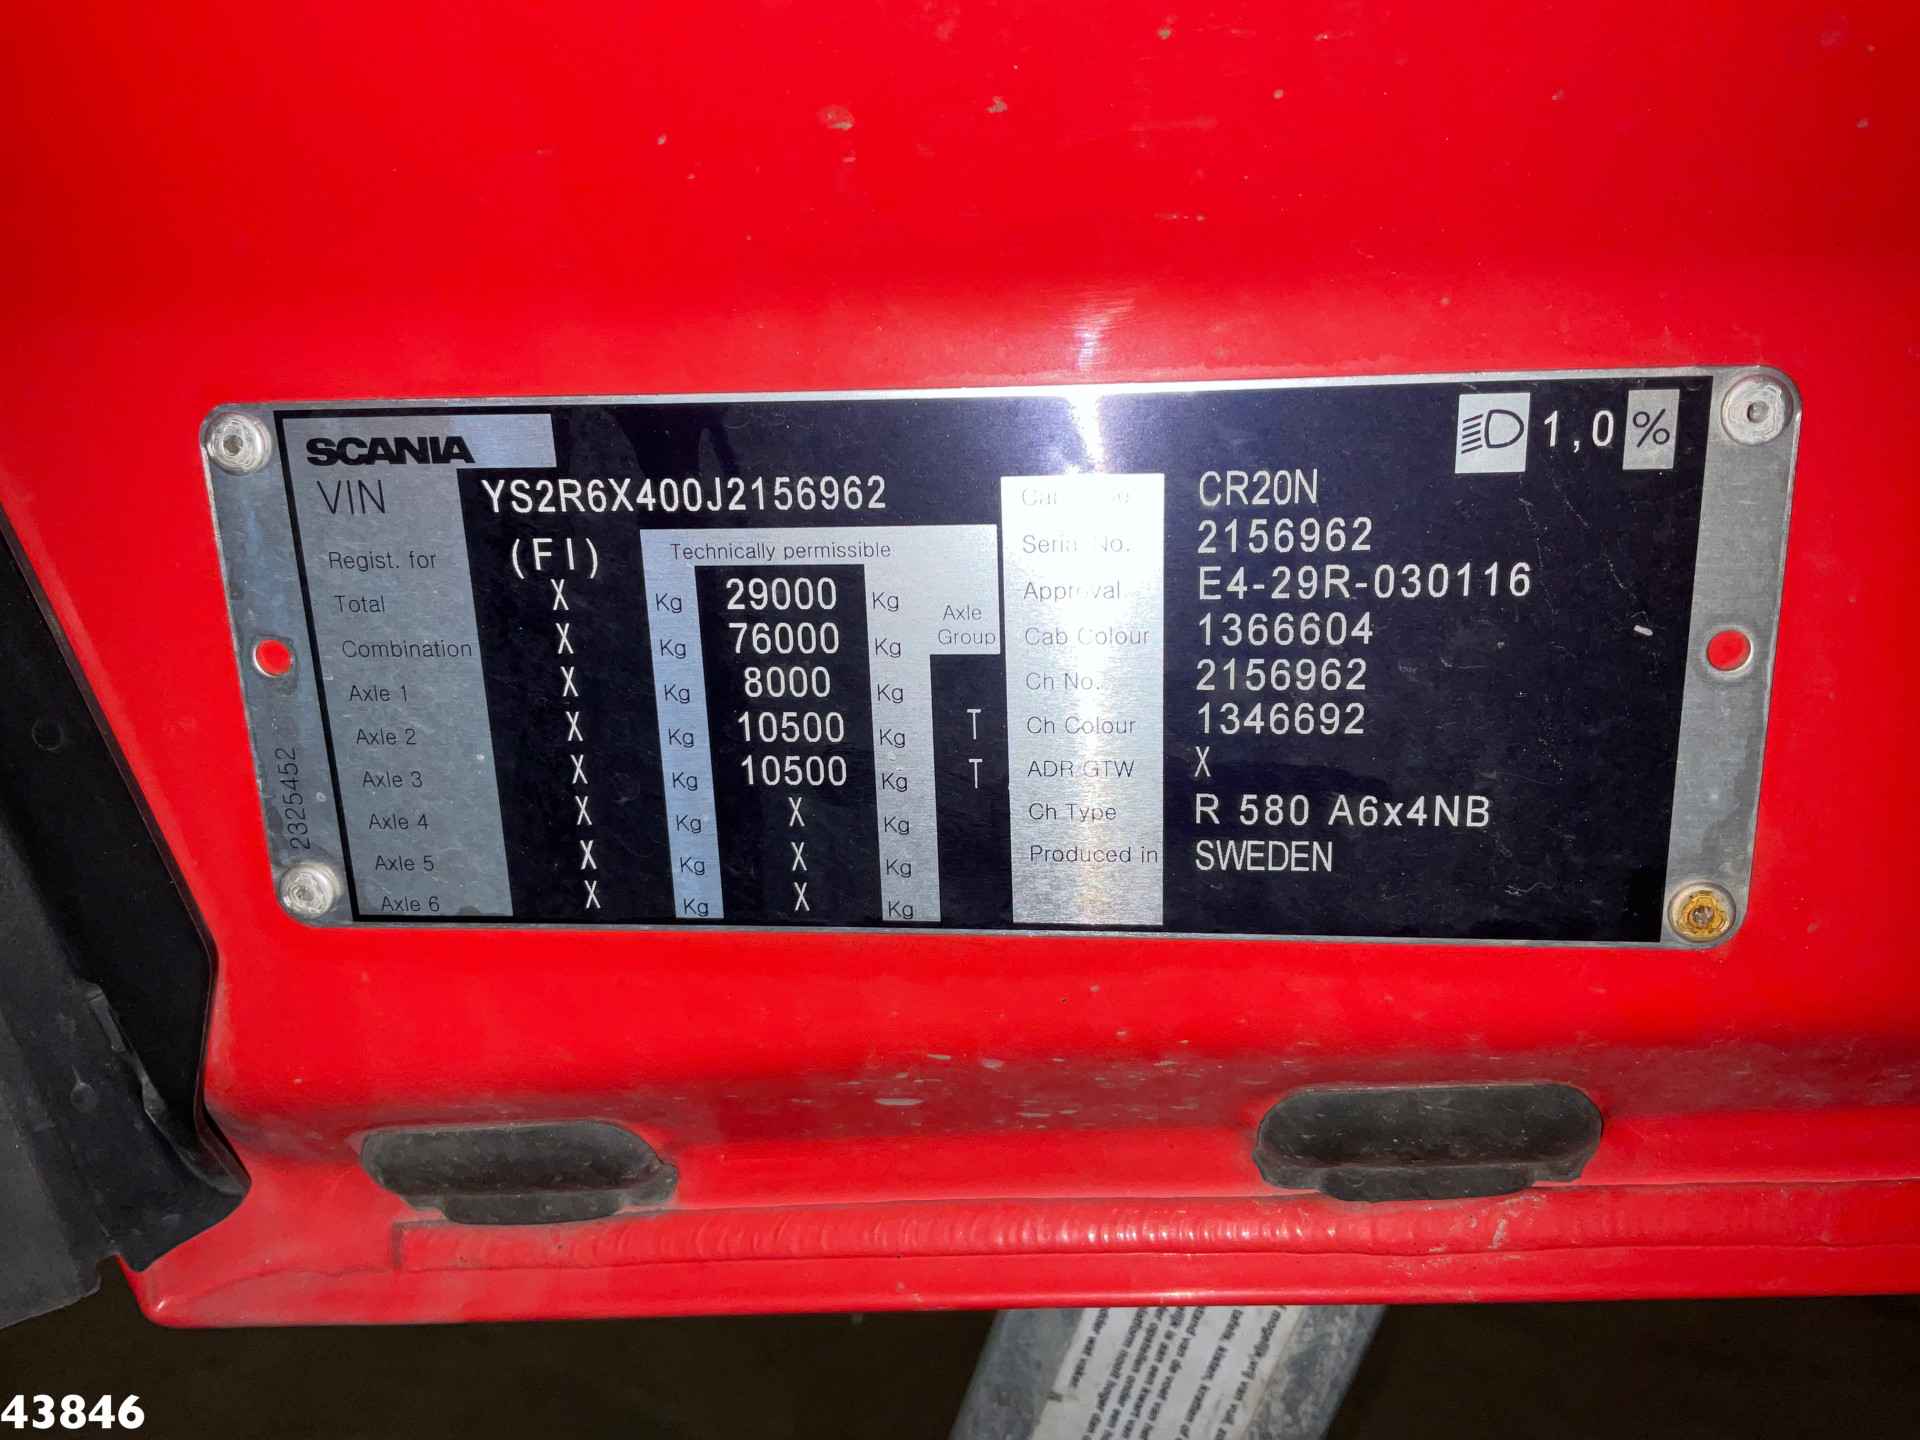 SCANIA
1,0 %
VIN YS2R6X400J2156962
Regist. for (FI)
Technically permissible
Total X Kg 29000 Kg
Combination X Kg 76000 Kg
Axle 1 X Kg 8000 Kg
Axle 2 X Kg 10500 Kg T
Axle 3 X Kg 10500 Kg T
Axle 4 X Kg X Kg
Axle 5 X Kg X Kg
Axle 6 X Kg X Kg
Axle
Group
CR20N
Serial No. 2156962
Approval E4-29R-030116
Cab Colour 1366604
Ch No. 2156962
Ch Colour 1346692
ADR GTW X
Ch Type R 580 A6x4NB
Produced in SWEDEN
2325452
43846